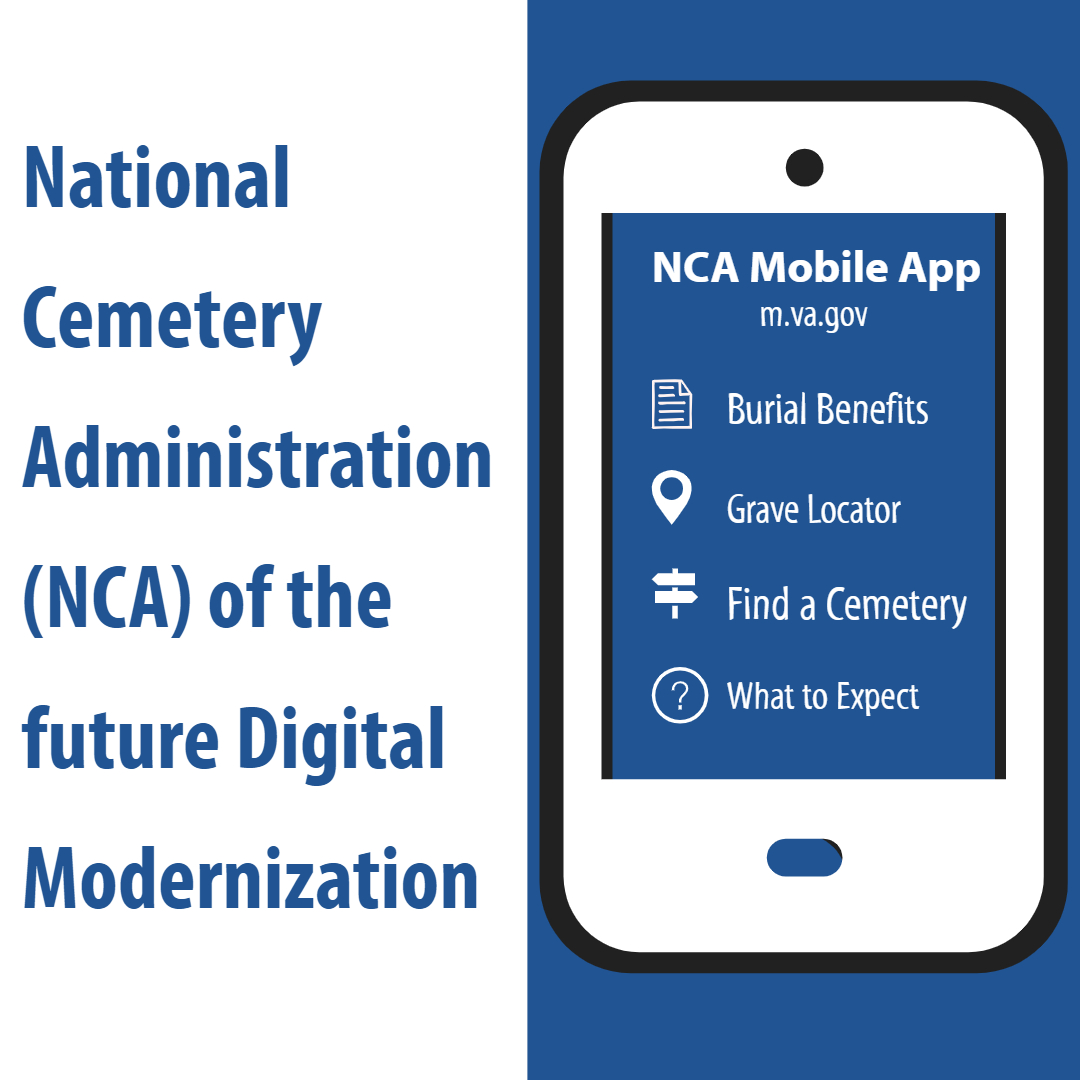 National
Cemetery
Administration
(NCA) of the
future Digital
Modernization
NCA Mobile App
m.va.gov
Burial Benefits
Grave Locator
Find a Cemetery
? What to Expect